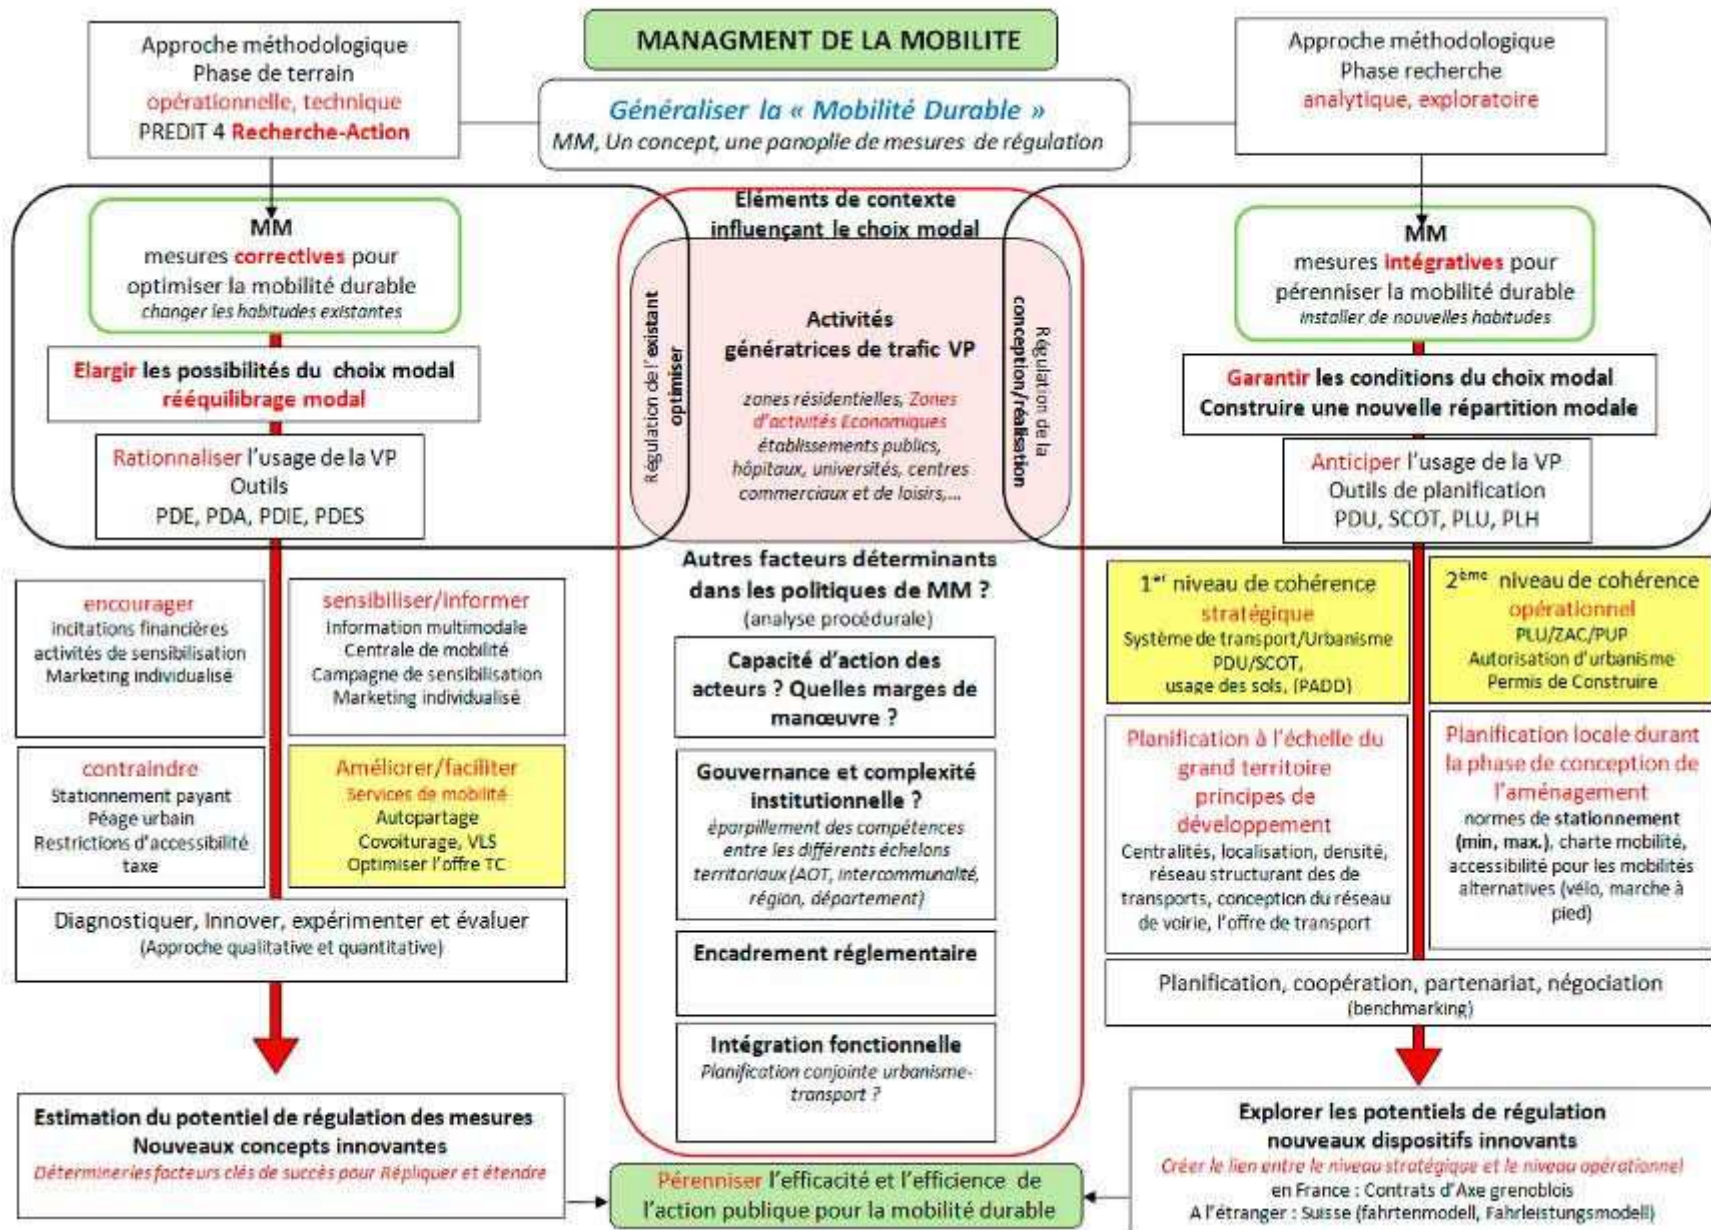 MANAGMENT DE LA MOBILITE
Généraliser la « Mobilité Durable »
MM, Un concept, une panoplie de mesures de régulation
Approche méthodologique
Phase de terrain
opérationnelle, technique
PREDIT 4 Recherche-Action
MM
mesures correctives pour
optimiser la mobilité durable
changer les habitudes existantes
Elargir les possibilités du choix modal
rééquilibrage modal
Rationnaliser l'usage de la VP
Outils
PDE, PDA, PDIE, PDES
encourager
incitations financières
activités de sensibilisation
Marketing individualisé
sensibiliser/informer
Information multimodale
Centrale de mobilité
Campagne de sensibilisation
Marketing individualisé
contraindre
Stationnement payant
Péage urbain
Restrictions d'accessibilité
taxe
Améliorer/faciliter
Services de mobilité
Autopartage
Covoiturage, VLS
Optimiser l'offre TC
Diagnostiquer, Innover, expérimenter et évaluer
(Approche qualitative et quantitative)
Estimation du potentiel de régulation des mesures
Nouveaux concepts innovantes
Détermineries facteurs clés de succès pour Répliquer et étendre
Eléments de contexte
influençant le choix modal
Régulation de l'existant
optimiser
Activités
génératrices de trafic VP
zones résidentielles, Zones
d'activités Economiques
établissements publics,
hôpitaux, universités, centres
commerciaux et de loisirs,...
Régulation de la
conception/réalisation
Autres facteurs déterminants
dans les politiques de MM ?
(analyse procédurale)
Capacité d'action des
acteurs ? Quelles marges de
manœuvre ?
Gouvernance et complexité
institutionnelle ?
éparpillement des compétences
entre les différents échelons
territoriaux (AOT, intercommunalité,
région, département)
Encadrement réglementaire
Intégration fonctionnelle
Planification conjointe urbanisme-
transport ?
Pérenniser l'efficacité et l'efficience de
l'action publique pour la mobilité durable
Approche méthodologique
Phase recherche
analytique, exploratoire
MM
mesures intégratives pour
pérenniser la mobilité durable
installer de nouvelles habitudes
Garantir les conditions du choix modal
Construire une nouvelle répartition modale
Anticiper l'usage de la VP
Outils de planification
PDU, SCOT, PLU, PLH
1er niveau de cohérence
stratégique
Système de transport/Urbanisme
PDU/SCOT,
usage des sols, (PADD)
2ème niveau de cohérence
opérationnel
PLU/ZAC/PUP
Autorisation d'urbanisme
Permis de Construire
Planification à l'échelle du
grand territoire
principes de
développement
Centralités, localisation, densité,
réseau structurant des de
transports, conception du réseau
de voirie, l'offre de transport
Planification locale durant
la phase de conception de
l'aménagement
normes de stationnement
(min, max.), charte mobilité,
accessibilité pour les mobilités
alternatives (vélo, marche à
pied)
Planification, coopération, partenariat, négociation
(benchmarking)
Explorer les potentiels de régulation
nouveaux dispositifs innovants
Créer le lien entre le niveau stratégique et le niveau opérationnel
en France : Contrats d'Axe grenoblois
A l'étranger : Suisse (fahrtenmodell, Fahrleistungsmodell)